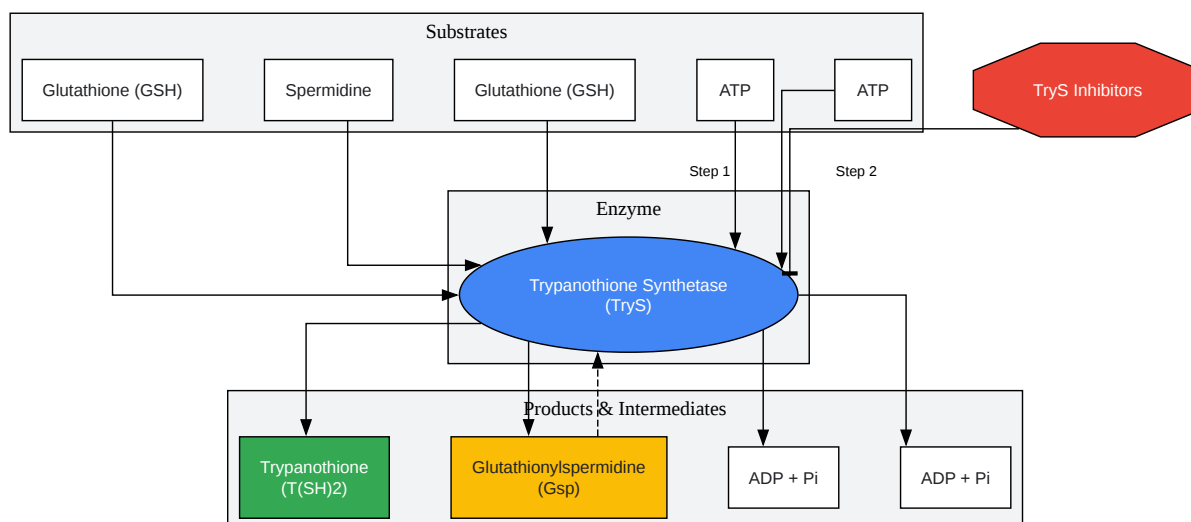 Substrates
Glutathione (GSH)
Spermidine
Glutathione (GSH)
ATP
ATP
TryS Inhibitors
Step 1
Step 2
Enzyme
Trypanothione Synthetase
(TryS)
Products & Intermediates
Trypanothione
(T(SH)2)
Glutathionylspermidine
(Gsp)
ADP + Pi
ADP + Pi